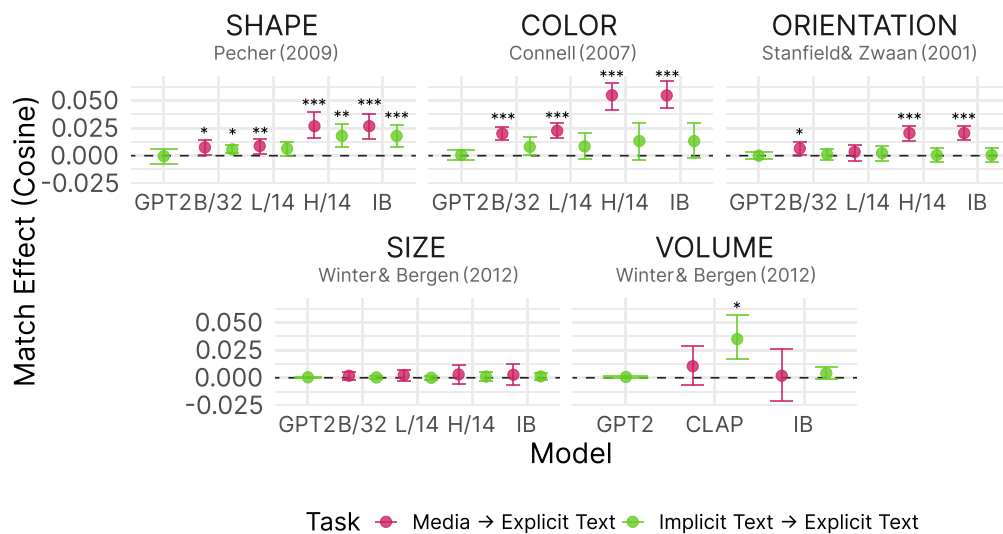 SHAPE COLOR ORIENTATION
Pecher (2009) Connell (2007) Stanfield& Zwaan (2001)
Match Effect (Cosine)
0.050
0.025
0.000
-0.025
* * ** *** ** *** ***
*** *** *** ***
* *** ***
GPT2 B/32 L/14 H/14 IB GPT2 B/32 L/14 H/14 IB GPT2 B/32 L/14 H/14 IB
SIZE VOLUME
Winter& Bergen (2012) Winter& Bergen (2012)
0.050
0.025
0.000
-0.025
*
GPT2 B/32 L/14 H/14 IB GPT2 CLAP IB
Model
Task Media → Explicit Text Implicit Text → Explicit Text